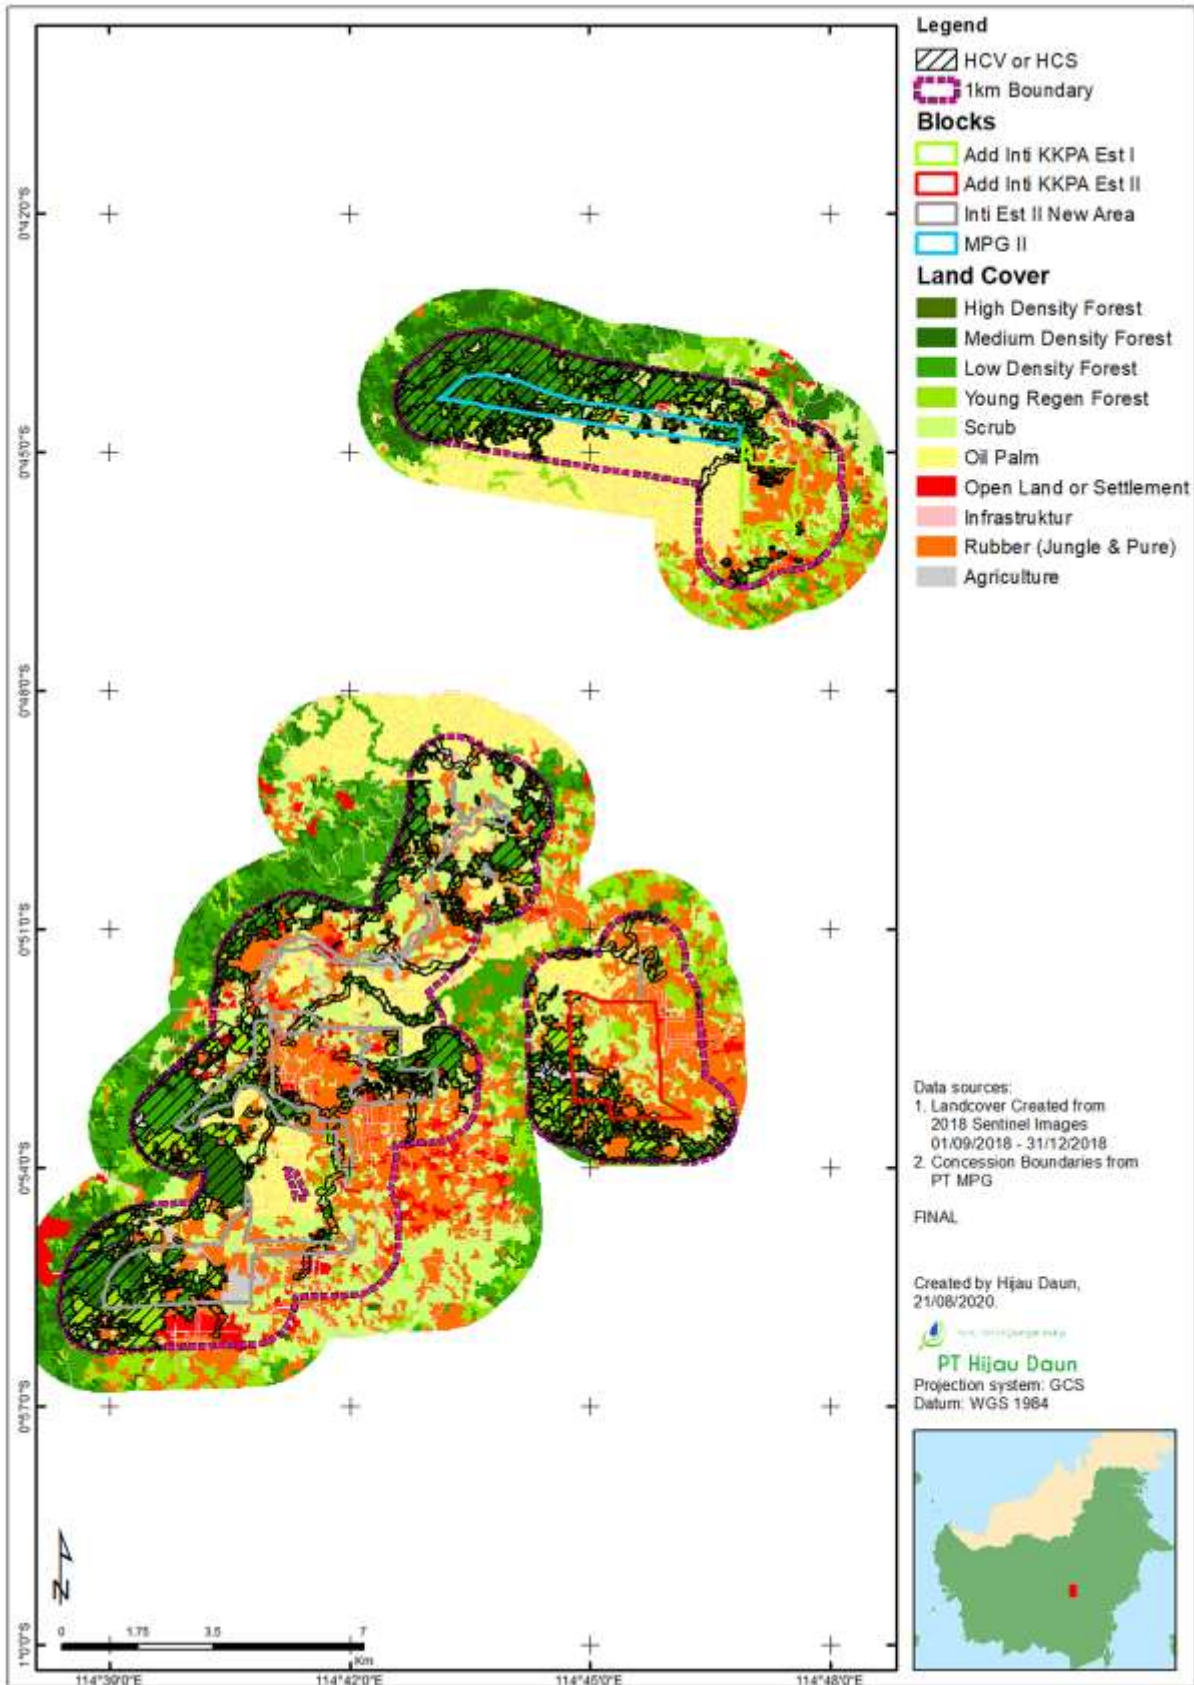 Legend
HCV or HCS
1km Boundary
Blocks
Add Inti KKPA Est I
Add Inti KKPA Est II
Inti Est II New Area
MPG II
Land Cover
High Density Forest
Medium Density Forest
Low Density Forest
Young Regen Forest
Scrub
Oil Palm
Open Land or Settlement
Infrastruktur
Rubber (Jungle & Pure)
Agriculture
0°42'0"S
0°45'0"S
0°48'0"S
0°51'0"S
0°54'0"S
0°57'0"S
1°0'0"S
114°39'0"E
114°42'0"E
114°45'0"E
114°48'0"E
N
0
1.75
3.5
7
Km
Data sources:
1. Landcover Created from
2018 Sentinel Images
01/09/2018 - 31/12/2018
2. Concession Boundaries from
PT MPG
FINAL
Created by Hijau Daun,
21/08/2020.
PT Hijau Daun
Projection system: GCS
Datum: WGS 1984